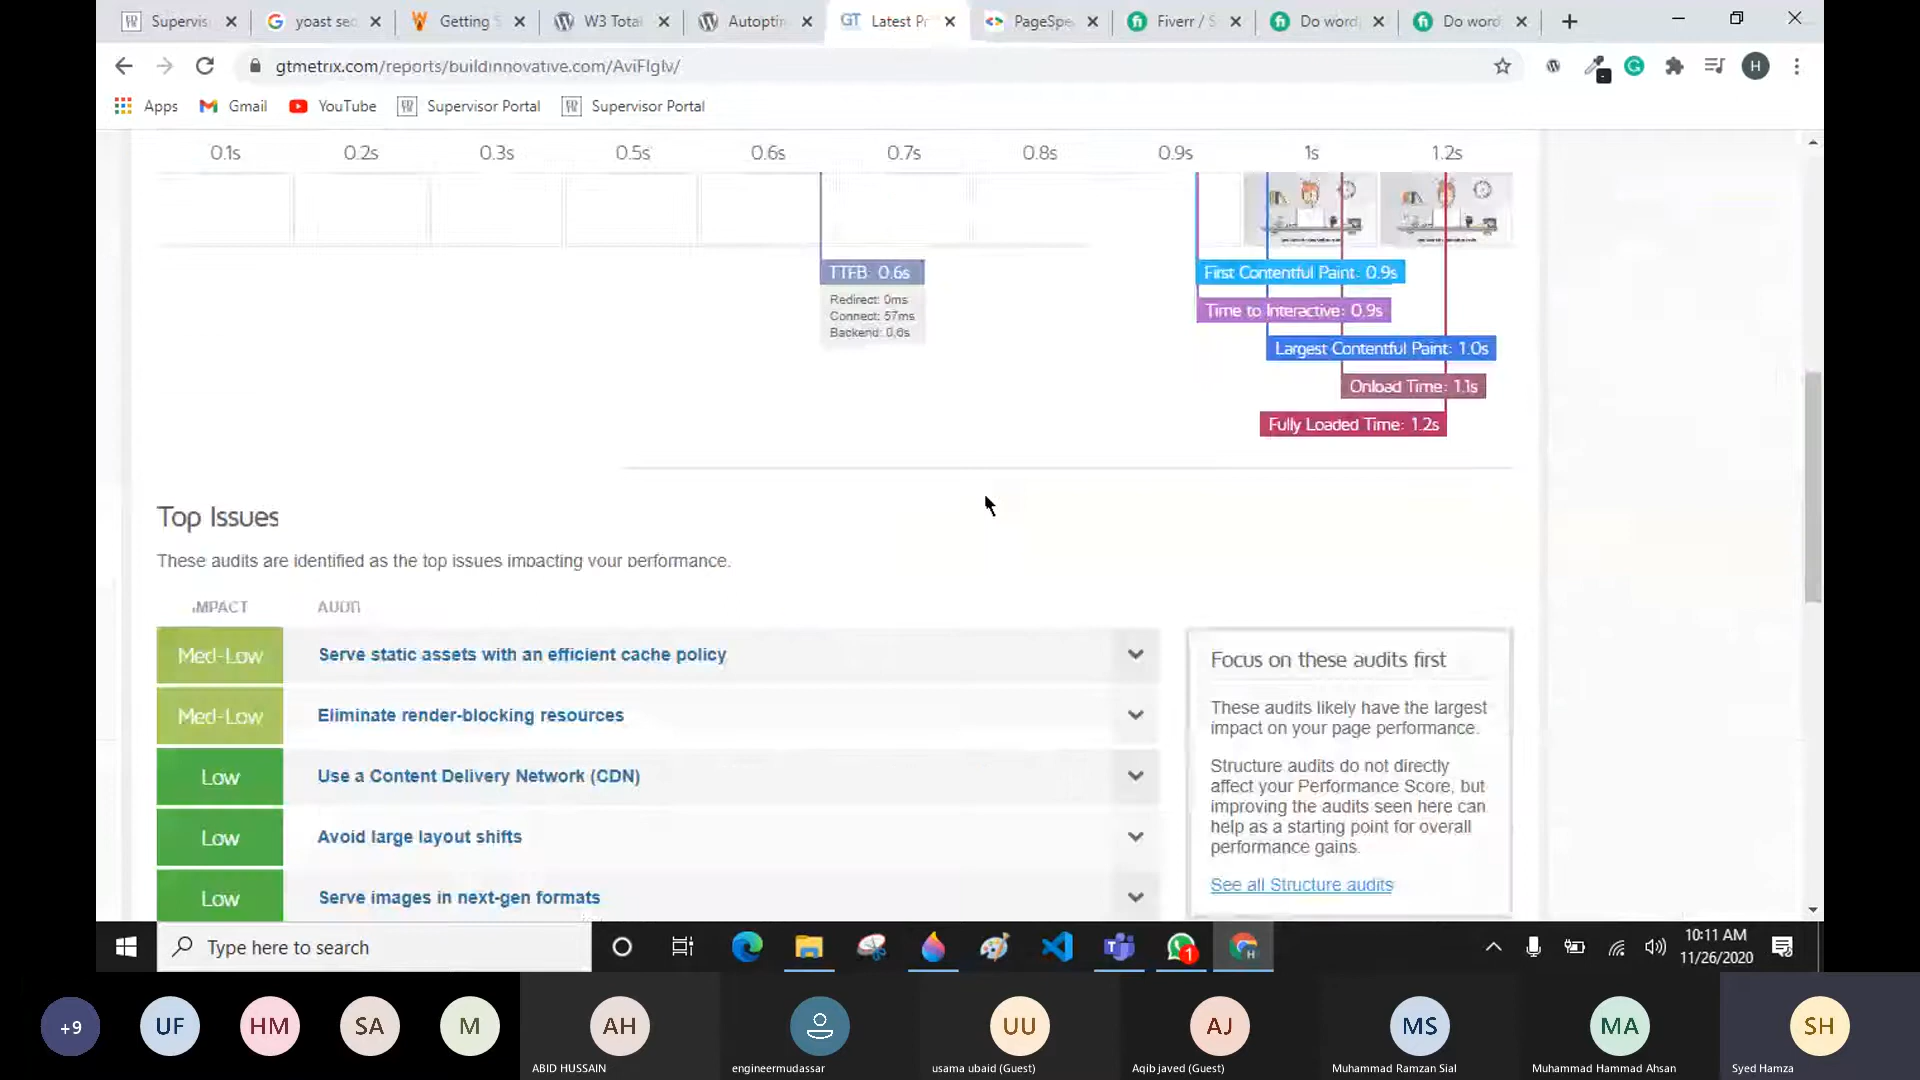 Supervis
yoast seo
Getting S
W3 Total
Autoptin
GT
Latest Pr
PageSpe
Fiverr / S
Do word
Do word
gtmetrix.com/reports/buildinnovative.com/AviFIglv/
H
Apps
Gmail
YouTube
Supervisor Portal
Supervisor Portal
0.1s 0.2s 0.3s 0.5s 0.6s 0.7s 0.8s 0.9s 1s 1.2s
TTFB: 0.6s
Redirect: 0ms
Connect: 57ms
Backend: 0.6s
First Contentful Paint: 0.9s
Time to Interactive: 0.9s
Largest Contentful Paint: 1.0s
Onload Time: 1.1s
Fully Loaded Time: 1.2s
Top Issues
These audits are identified as the top issues impacting your performance.
IMPACT AUDIT
Med-Low Serve static assets with an efficient cache policy
Med-Low Eliminate render-blocking resources
Low Use a Content Delivery Network (CDN)
Low Avoid large layout shifts
Low Serve images in next-gen formats
Focus on these audits first
These audits likely have the largest
impact on your page performance.
Structure audits do not directly
affect your Performance Score, but
improving the audits seen here can
help as a starting point for overall
performance gains.
See all Structure audits
Type here to search
1
H
10:11 AM
11/26/2020
+9
UF
HM
SA
M
AH
ABID HUSSAIN
engineermudassar
UU
usama ubaid (Guest)
AJ
Aqib javed (Guest)
MS
Muhammad Ramzan Sial
MA
Muhammad Hammad Ahsan
SH
Syed Hamza